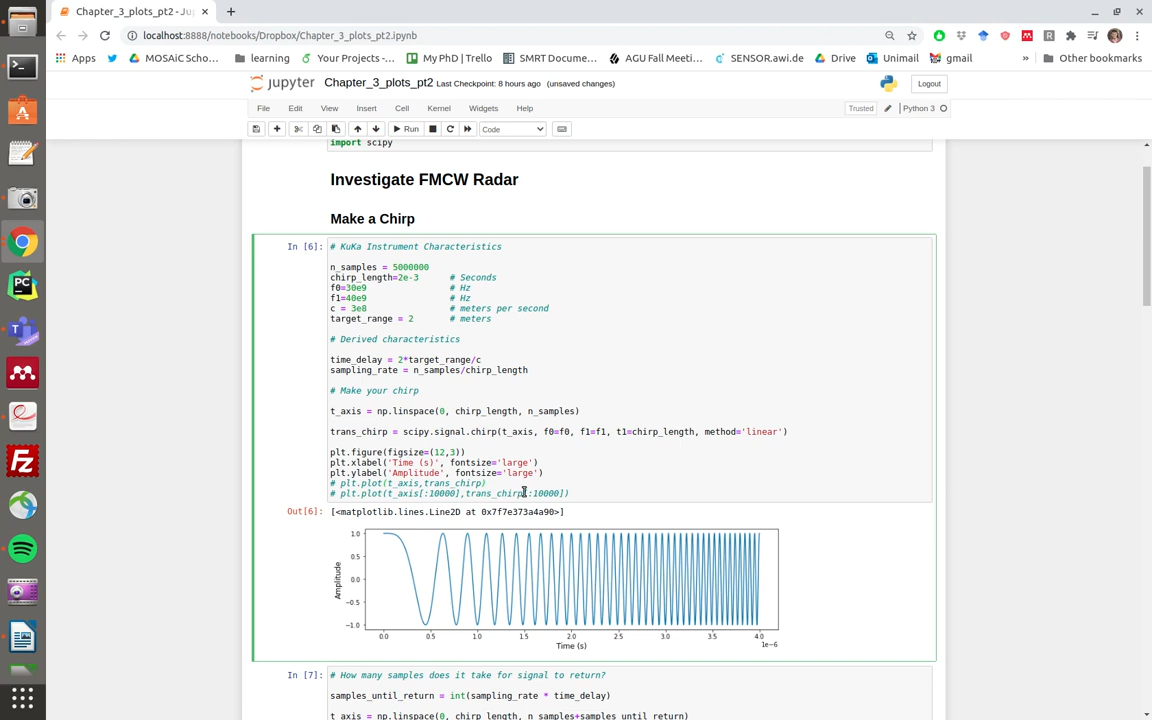 Chapter_3_plots_pt2 - Ju
localhost:8888/notebooks/Dropbox/Chapter_3_plots_pt2.ipynb
Apps MOSAiC Scho... learning Your Projects -... My PhD | Trello SMRT Docume... AGU Fall Meeti... SENSOR.awi.de Drive Unimail gmail » Other bookmarks
jupyter Chapter_3_plots_pt2 Last Checkpoint: 8 hours ago (unsaved changes) Logout
File Edit View Insert Cell Kernel Widgets Help Trusted Python 3
Run Code
import scipy
Investigate FMCW Radar
Make a Chirp
In [6]: # KuKa Instrument Characteristics
n_samples = 5000000
chirp_length=2e-3 # Seconds
f0=30e9 # Hz
f1=40e9 # Hz
c = 3e8 # meters per second
target_range = 2 # meters
# Derived characteristics
time_delay = 2*target_range/c
sampling_rate = n_samples/chirp_length
# Make your chirp
t_axis = np.linspace(0, chirp_length, n_samples)
trans_chirp = scipy.signal.chirp(t_axis, f0=f0, f1=f1, t1=chirp_length, method='linear')
plt.figure(figsize=(12,3))
plt.xlabel('Time (s)', fontsize='large')
plt.ylabel('Amplitude', fontsize='large')
# plt.plot(t_axis,trans_chirp)
# plt.plot(t_axis[:10000],trans_chirp[:10000])
Out[6]: [<matplotlib.lines.Line2D at 0x7f7e373a4a90>]
1.0
0.5
0.0
−0.5
−1.0
Amplitude
0.0 0.5 1.0 1.5 2.0 2.5 3.0 3.5 4.0
1e−6
Time (s)
In [7]: # How many samples does it take for signal to return?
samples_until_return = int(sampling_rate * time_delay)
t_axis = np.linspace(0, chirp_length, n_samples+samples_until_return)